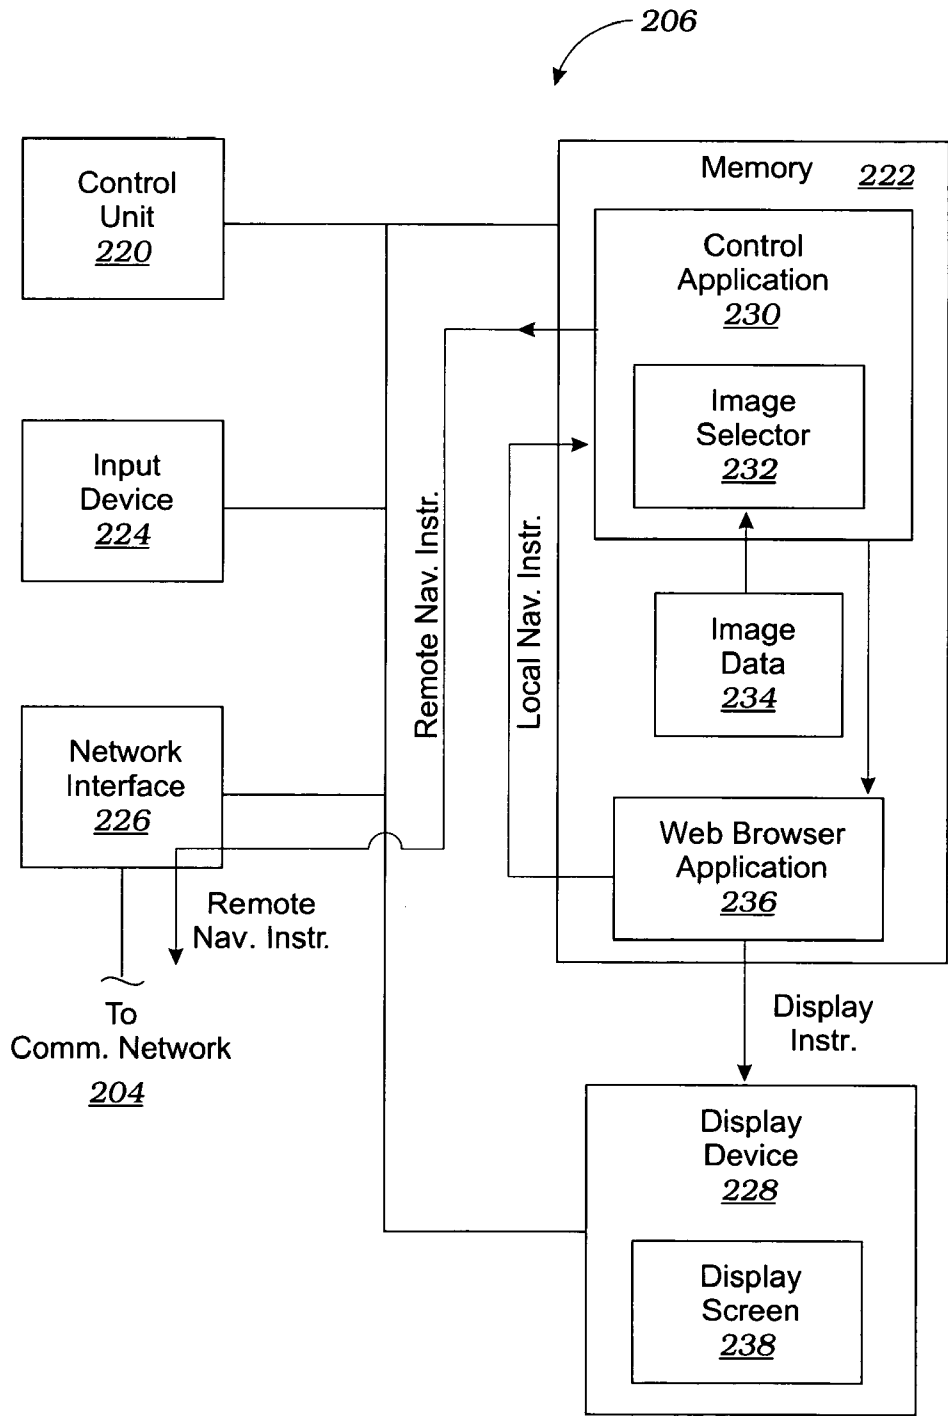 206
Control
Unit
220
Memory
222
Control
Application
230
Image
Selector
232
Input
Device
224
Remote Nav. Instr.
Local Nav. Instr.
Image
Data
234
Network
Interface
226
Web Browser
Application
236
Remote
Nav. Instr.
To
Comm. Network
204
Display
Instr.
Display
Device
228
Display
Screen
238